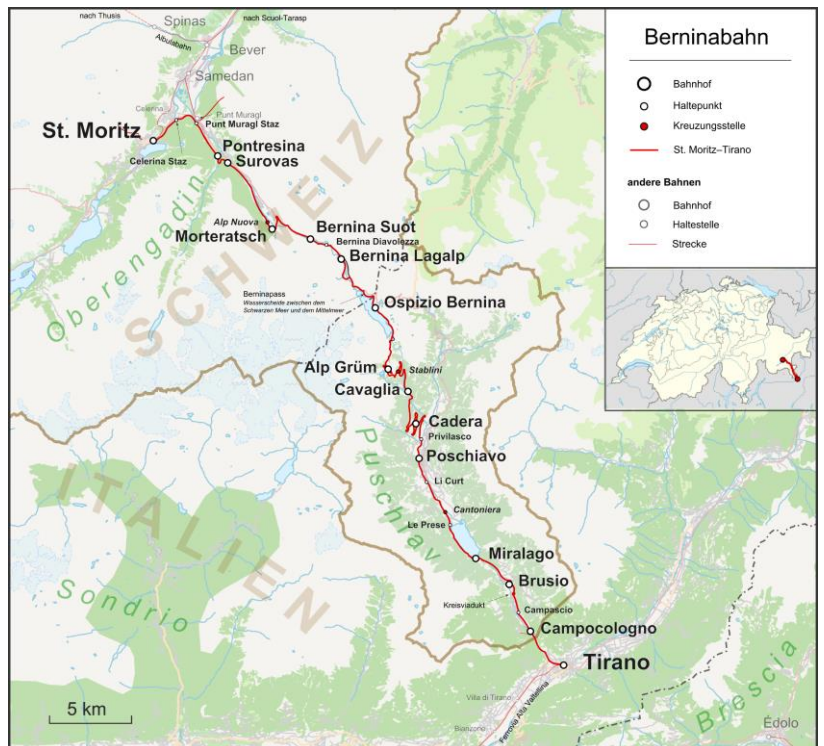 nach Thusis
nach Scuol-Tarasp
Spinas
Albulabahn
Bever
Samedan
Celerina
Punt Muragl
Punt Muragl Staz
St. Moritz
Celerina Staz
Pontresina
Surovas
Alp Nuova
Morteratsch
Bernina Suot
Bernina Diavolezza
Bernina Lagalp
Oberengadin
SCHWEIZ
Berninapass
Wasserscheide zwischen dem
Schwarzen Meer und dem Mittelmeer
Ospizio Bernina
Alp Grüm
Stablini
Cavaglia
Cadera
Privilasco
Poschiavo
Puschlav
Li Curt
Cantoniera
Le Prese
ITALIEN
Sondrio
Miralago
Brusio
Kreisviadukt
Campascio
Campocologno
Tirano
Villa di Tirano
Bianzone
Ferrovia Alta Valtellina
Brescia
Édolo
5 km
Berninabahn
Bahnhof
Haltepunkt
Kreuzungsstelle
St. Moritz–Tirano
andere Bahnen
Bahnhof
Haltestelle
Strecke